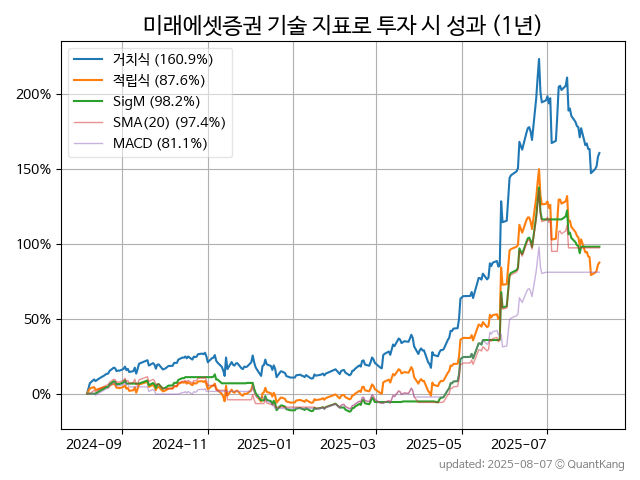 미래에셋증권 기술 지표로 투자 시 성과 (1년)
거치식 (160.9%)
적립식 (87.6%)
SigM (98.2%)
SMA(20) (97.4%)
MACD (81.1%)
200%
150%
100%
50%
0%
2024-09 2024-11 2025-01 2025-03 2025-05 2025-07
updated: 2025-08-07 © QuantKang